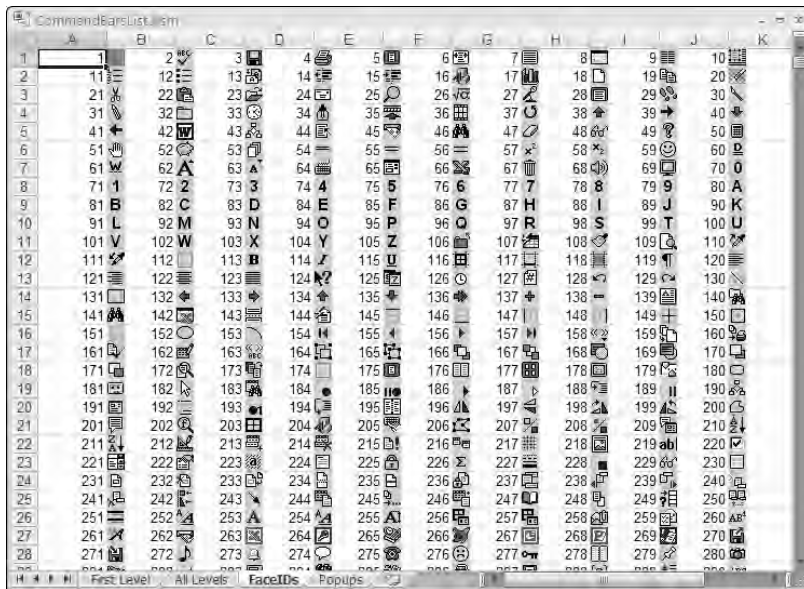 CommandBarsList.xlsm
A B C D E F G H I J K
1 1 2 3 4 5 6 7 8 9 10
2 11 12 13 14 15 16 17 18 19 20
3 21 22 23 24 25 26 27 28 29 30
4 31 32 33 34 35 36 37 38 39 40
5 41 42 43 44 45 46 47 48 49 50
6 51 52 53 54 55 56 57 58 59 60
7 61 62 A 63 A 64 65 66 67 68 69 70 0
8 71 1 72 2 73 3 74 4 75 5 76 6 77 7 78 8 79 9 80 A
9 81 B 82 C 83 D 84 E 85 F 86 G 87 H 88 I 89 J 90 K
10 91 L 92 M 93 N 94 O 95 P 96 Q 97 R 98 S 99 T 100 U
11 101 V 102 W 103 X 104 Y 105 Z 106 107 108 109 110
12 111 112 113 B 114 I 115 U 116 117 118 119 ¶ 120
13 121 122 123 124 125 126 127 128 129 130
14 131 132 133 134 135 136 137 138 139 140
15 141 142 143 144 145 146 147 148 149 150
16 151 152 153 154 155 156 157 158 159 160
17 161 162 163 164 165 166 167 168 169 170
18 171 172 173 174 175 176 177 178 179 180
19 181 182 183 184 185 186 187 188 189 190
20 191 192 193 194 195 196 197 198 199 200
21 201 202 203 204 205 206 207 208 209 210
22 211 212 213 214 215 216 217 218 219 ab| 220
23 221 222 223 224 225 226 Σ 227 228 229 230
24 231 232 233 234 235 236 237 238 239 240
25 241 242 243 244 245 246 247 248 249 250
26 251 252 253 A 254 255 256 257 258 259 260
27 261 262 263 264 265 266 267 268 269 270
28 271 272 273 274 275 276 277 278 279 280
First Level All Levels FaceIDs Popups